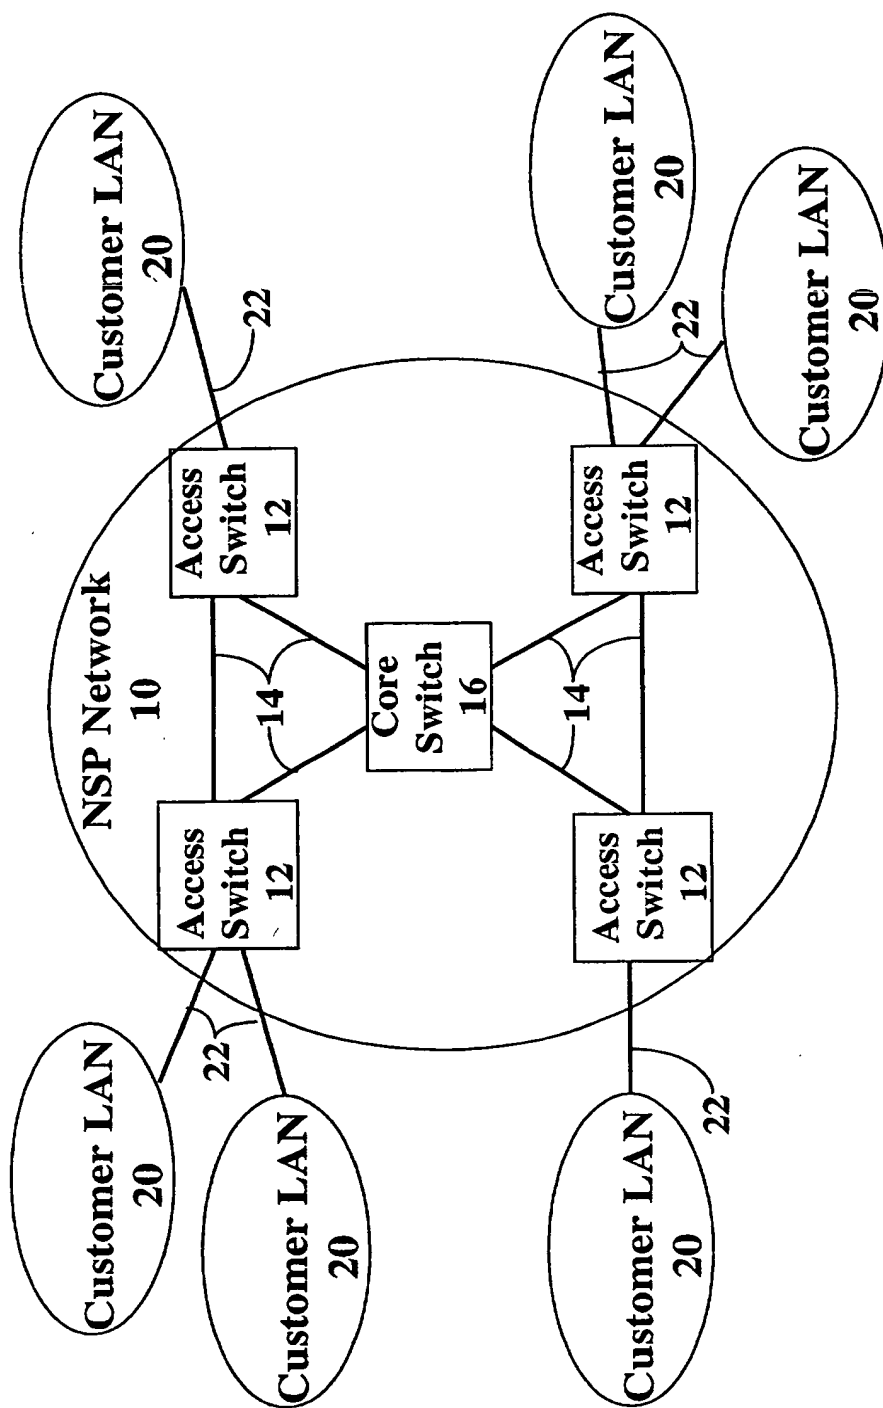 Customer LAN
20
NSP Network
10
Customer LAN
20
Access
Switch
12
Access
Switch
12
22
22
14
Customer LAN
20
Core
Switch
16
14
Customer LAN
20
Access
Switch
12
Access
Switch
12
Customer LAN
20
22
22
Customer LAN
20